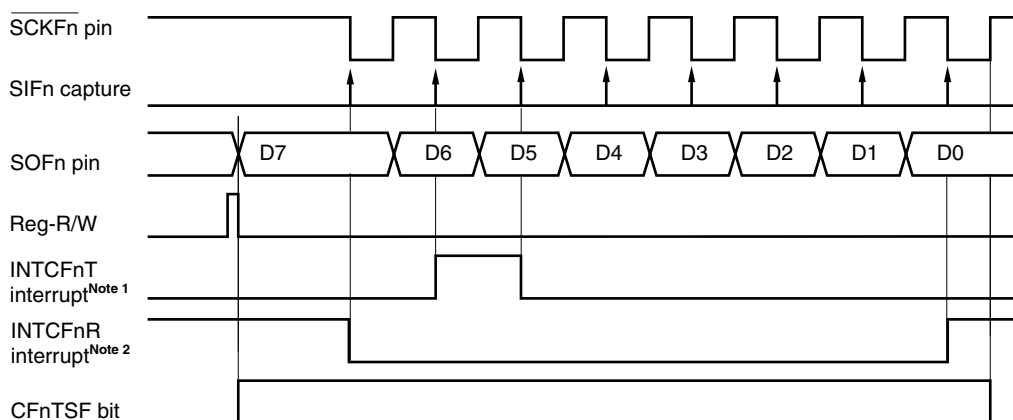 SCKFn pin
SIFn capture
SOFn pin D7 D6 D5 D4 D3 D2 D1 D0
Reg-R/W
INTCFnT
interruptNote 1
INTCFnR
interruptNote 2
CFnTSF bit